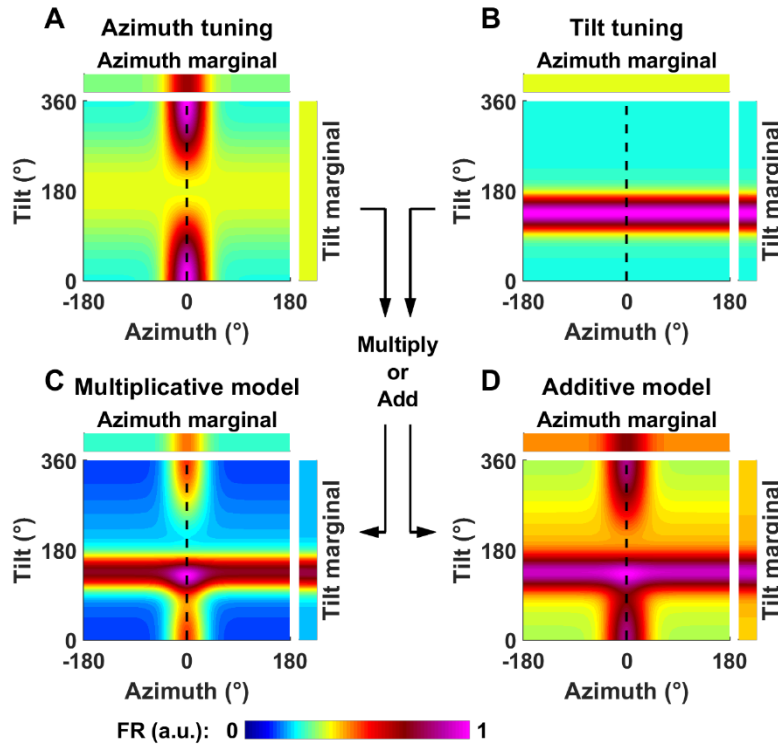 A
Azimuth tuning
Azimuth marginal
360
180
0
Tilt (°)
Tilt marginal
-180
0
180
Azimuth (°)
B
Tilt tuning
Azimuth marginal
360
180
0
Tilt (°)
Tilt marginal
-180
0
180
Azimuth (°)
Multiply
or
Add
C
Multiplicative model
Azimuth marginal
360
180
0
Tilt (°)
Tilt marginal
-180
0
180
Azimuth (°)
D
Additive model
Azimuth marginal
360
180
0
Tilt (°)
Tilt marginal
-180
0
180
Azimuth (°)
FR (a.u.): 0 1